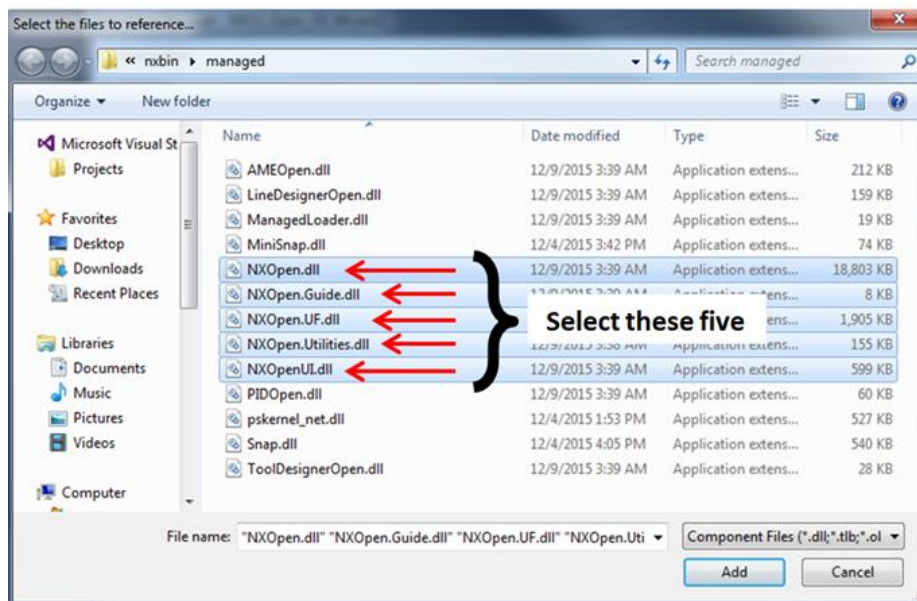 Select the files to reference...
« nxbin ▸ managed
Search managed
Organize ▾ New folder
Name Date modified Type Size
Microsoft Visual St
Projects
Favorites
Desktop
Downloads
Recent Places
Libraries
Documents
Music
Pictures
Videos
Computer
AMEOpen.dll 12/9/2015 3:39 AM Application extens... 212 KB
LineDesignerOpen.dll 12/9/2015 3:39 AM Application extens... 159 KB
ManagedLoader.dll 12/9/2015 3:39 AM Application extens... 19 KB
MiniSnap.dll 12/4/2015 3:42 PM Application extens... 74 KB
NXOpen.dll 12/9/2015 3:39 AM Application extens... 18,803 KB
NXOpen.Guide.dll 8 KB
NXOpen.UF.dll ens... 1,905 KB
NXOpen.Utilities.dll Application extens... 155 KB
NXOpenUI.dll 12/9/2015 3:39 AM Application extens... 599 KB
PIDOpen.dll 12/9/2015 3:39 AM Application extens... 60 KB
pskernel_net.dll 12/4/2015 1:53 PM Application extens... 527 KB
Snap.dll 12/4/2015 4:05 PM Application extens... 540 KB
ToolDesignerOpen.dll 12/9/2015 3:39 AM Application extens... 28 KB
Select these five
File name: "NXOpen.dll" "NXOpen.Guide.dll" "NXOpen.UF.dll" "NXOpen.Uti
Component Files (*.dll;*.tlb;*.ol
Add Cancel